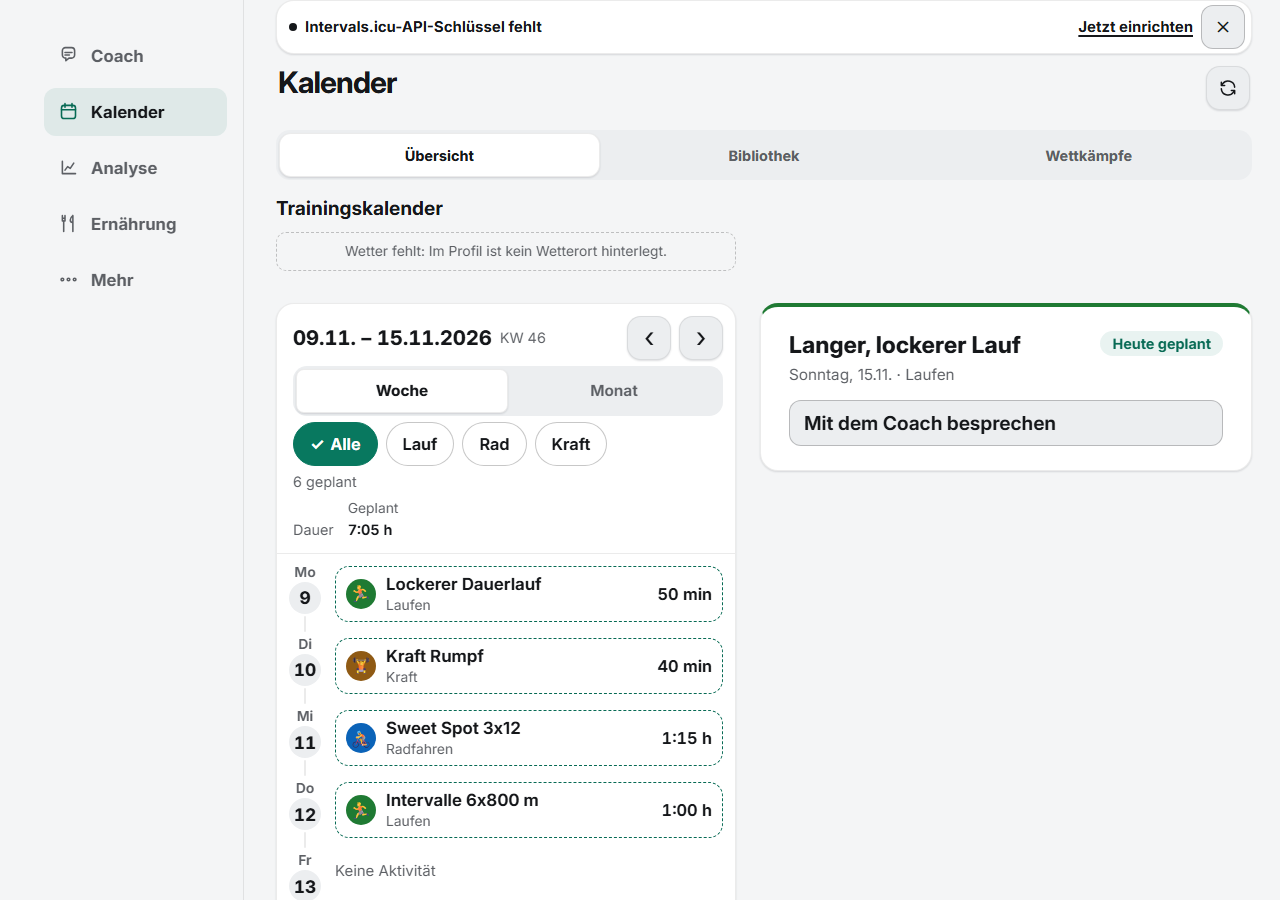 Intervals.icu-API-Schlüssel fehlt
Jetzt einrichten
Coach
Kalender
Analyse
Ernährung
Mehr
Kalender
Übersicht
Bibliothek
Wettkämpfe
Trainingskalender
Wetter fehlt: Im Profil ist kein Wetterort hinterlegt.
09.11. – 15.11.2026 KW 46
Woche
Monat
Alle
Lauf
Rad
Kraft
6 geplant
Geplant
Dauer 7:05 h
Mo
9
Lockerer Dauerlauf
Laufen
50 min
Di
10
Kraft Rumpf
Kraft
40 min
Mi
11
Sweet Spot 3x12
Radfahren
1:15 h
Do
12
Intervalle 6x800 m
Laufen
1:00 h
Fr
13
Keine Aktivität
Langer, lockerer Lauf
Heute geplant
Sonntag, 15.11. · Laufen
Mit dem Coach besprechen